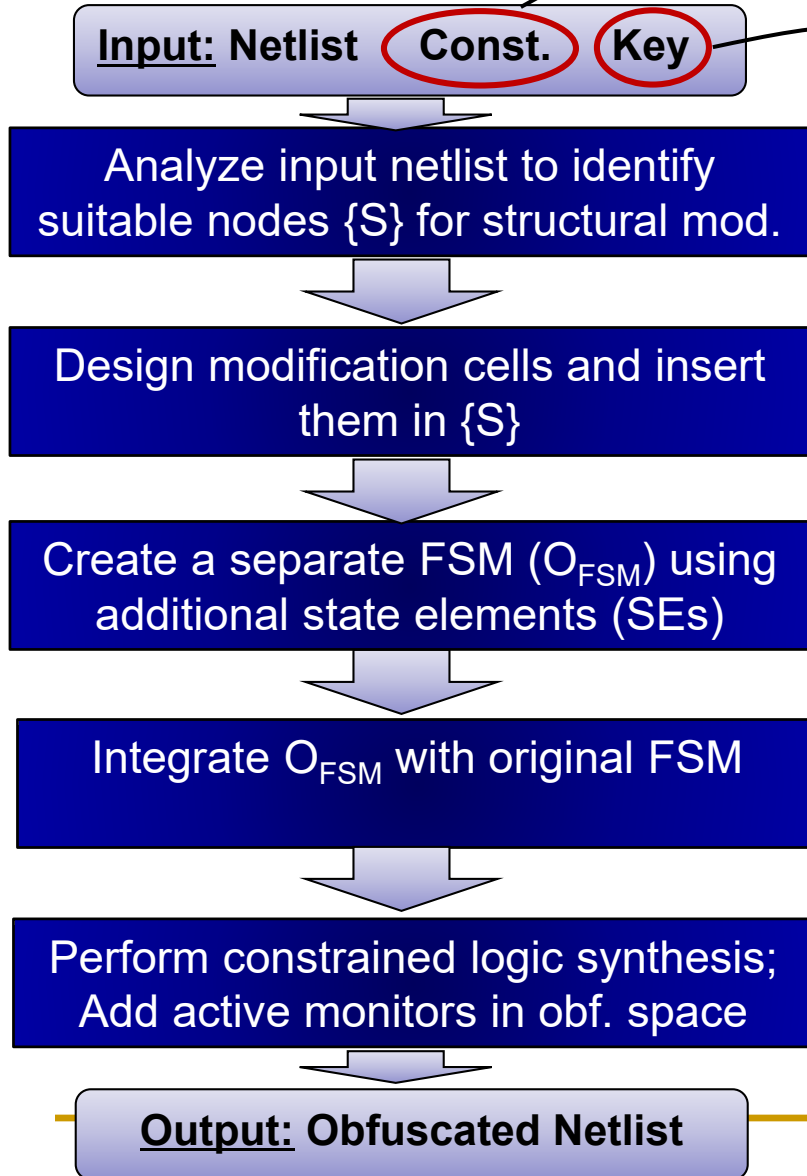 Input: Netlist Const. Key
Analyze input netlist to identify
suitable nodes {S} for structural mod.
Design modification cells and insert
them in {S}
Create a separate FSM (O_FSM) using
additional state elements (SEs)
Integrate O_FSM with original FSM
Perform constrained logic synthesis;
Add active monitors in obf. space
Output: Obfuscated Netlist